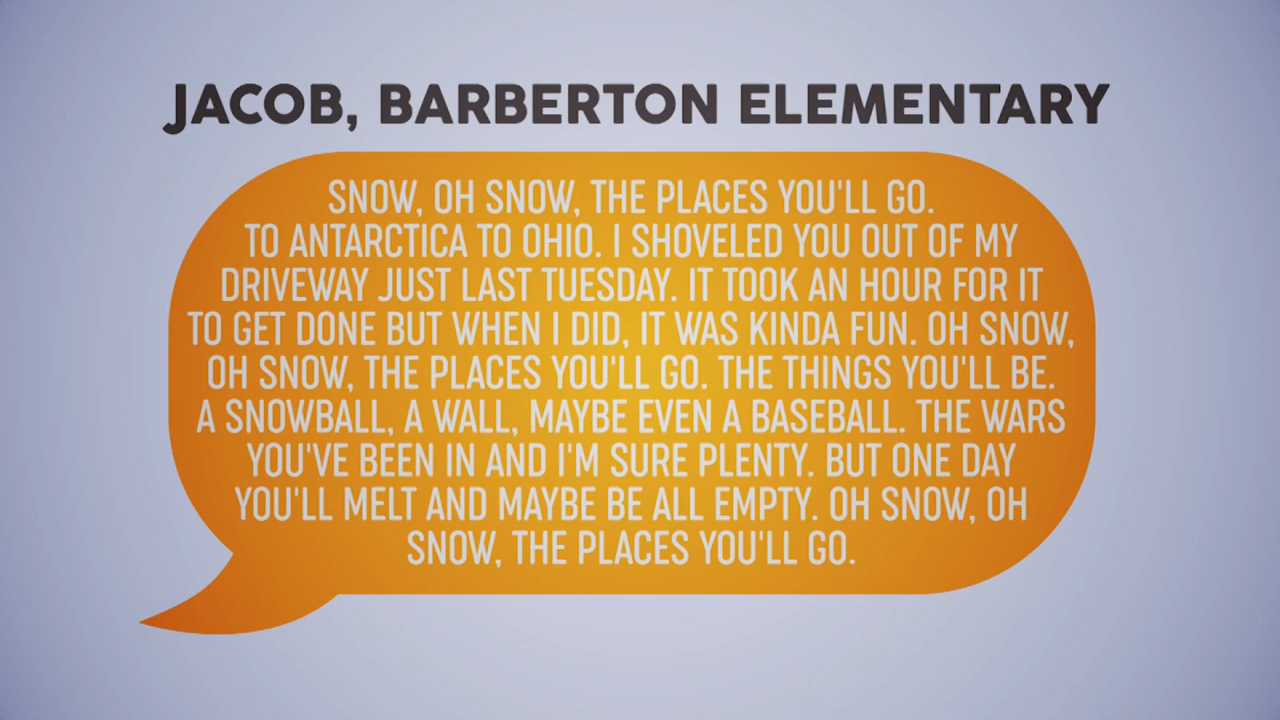 JACOB, BARBERTON ELEMENTARY
SNOW, OH SNOW, THE PLACES YOU'LL GO.
TO ANTARCTICA TO OHIO. I SHOVELED YOU OUT OF MY
DRIVEWAY JUST LAST TUESDAY. IT TOOK AN HOUR FOR IT
TO GET DONE BUT WHEN I DID, IT WAS KINDA FUN. OH SNOW,
OH SNOW, THE PLACES YOU'LL GO. THE THINGS YOU'LL BE.
A SNOWBALL, A WALL, MAYBE EVEN A BASEBALL. THE WARS
YOU'VE BEEN IN AND I'M SURE PLENTY. BUT ONE DAY
YOU'LL MELT AND MAYBE BE ALL EMPTY. OH SNOW, OH
SNOW, THE PLACES YOU'LL GO.